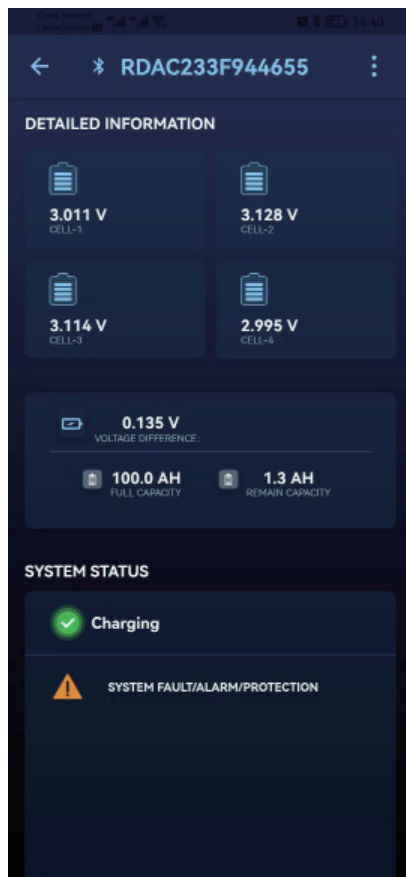 14:40
RDAC233F944655
DETAILED INFORMATION
3.011 V
CELL-1
3.128 V
CELL-2
3.114 V
CELL-3
2.995 V
CELL-4
0.135 V
VOLTAGE DIFFERENCE:
100.0 AH
FULL CAPACITY
1.3 AH
REMAIN CAPACITY
SYSTEM STATUS
Charging
SYSTEM FAULT/ALARM/PROTECTION